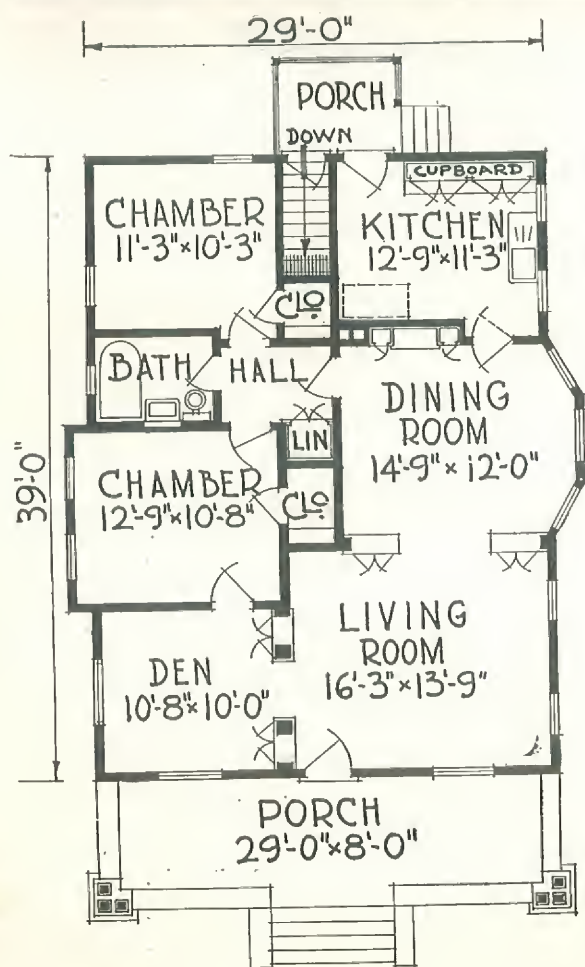 29'-0"
PORCH
DOWN
CUPBOARD
CHAMBER
11'-3"×10'-3"
KITCHEN
12'-9"×11'-3"
CLO
BATH
HALL
DINING
ROOM
14'-9" × 12'-0"
LIN
39'-0"
CHAMBER
12'-9"×10'-8"
CLO
LIVING
ROOM
16'-3"×13'-9"
DEN
10'-8"×10'-0"
PORCH
29'-0"×8'-0"